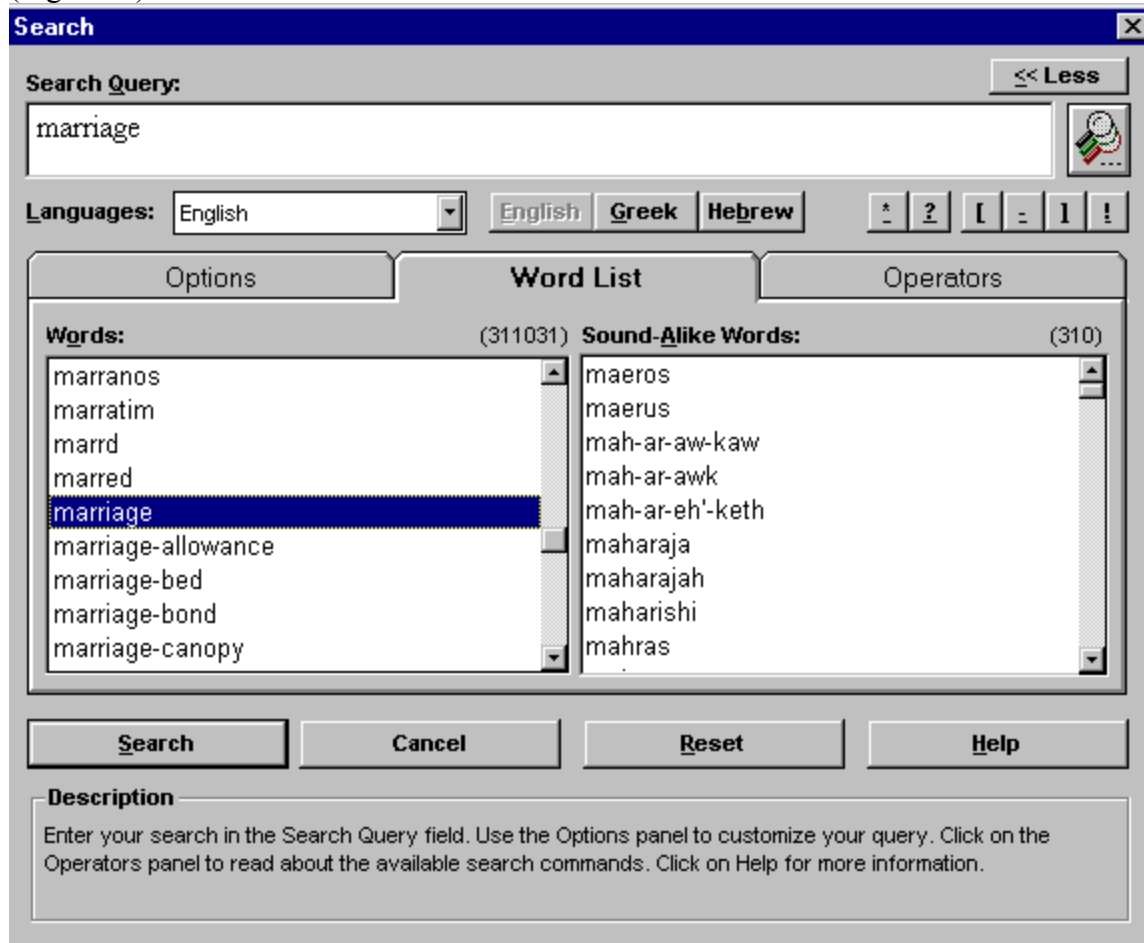 Search
<< Less
Search Query:
marriage
Languages: English English Greek Hebrew * ? [ - ] !
Options Word List Operators
Words: (311031) Sound-Alike Words: (310)
marranos maeros
marratim maerus
marrd mah-ar-aw-kaw
marred mah-ar-awk
marriage mah-ar-eh'-keth
marriage-allowance maharaja
marriage-bed maharajah
marriage-bond maharishi
marriage-canopy mahras
Search Cancel Reset Help
Description
Enter your search in the Search Query field. Use the Options panel to customize your query. Click on the
Operators panel to read about the available search commands. Click on Help for more information.